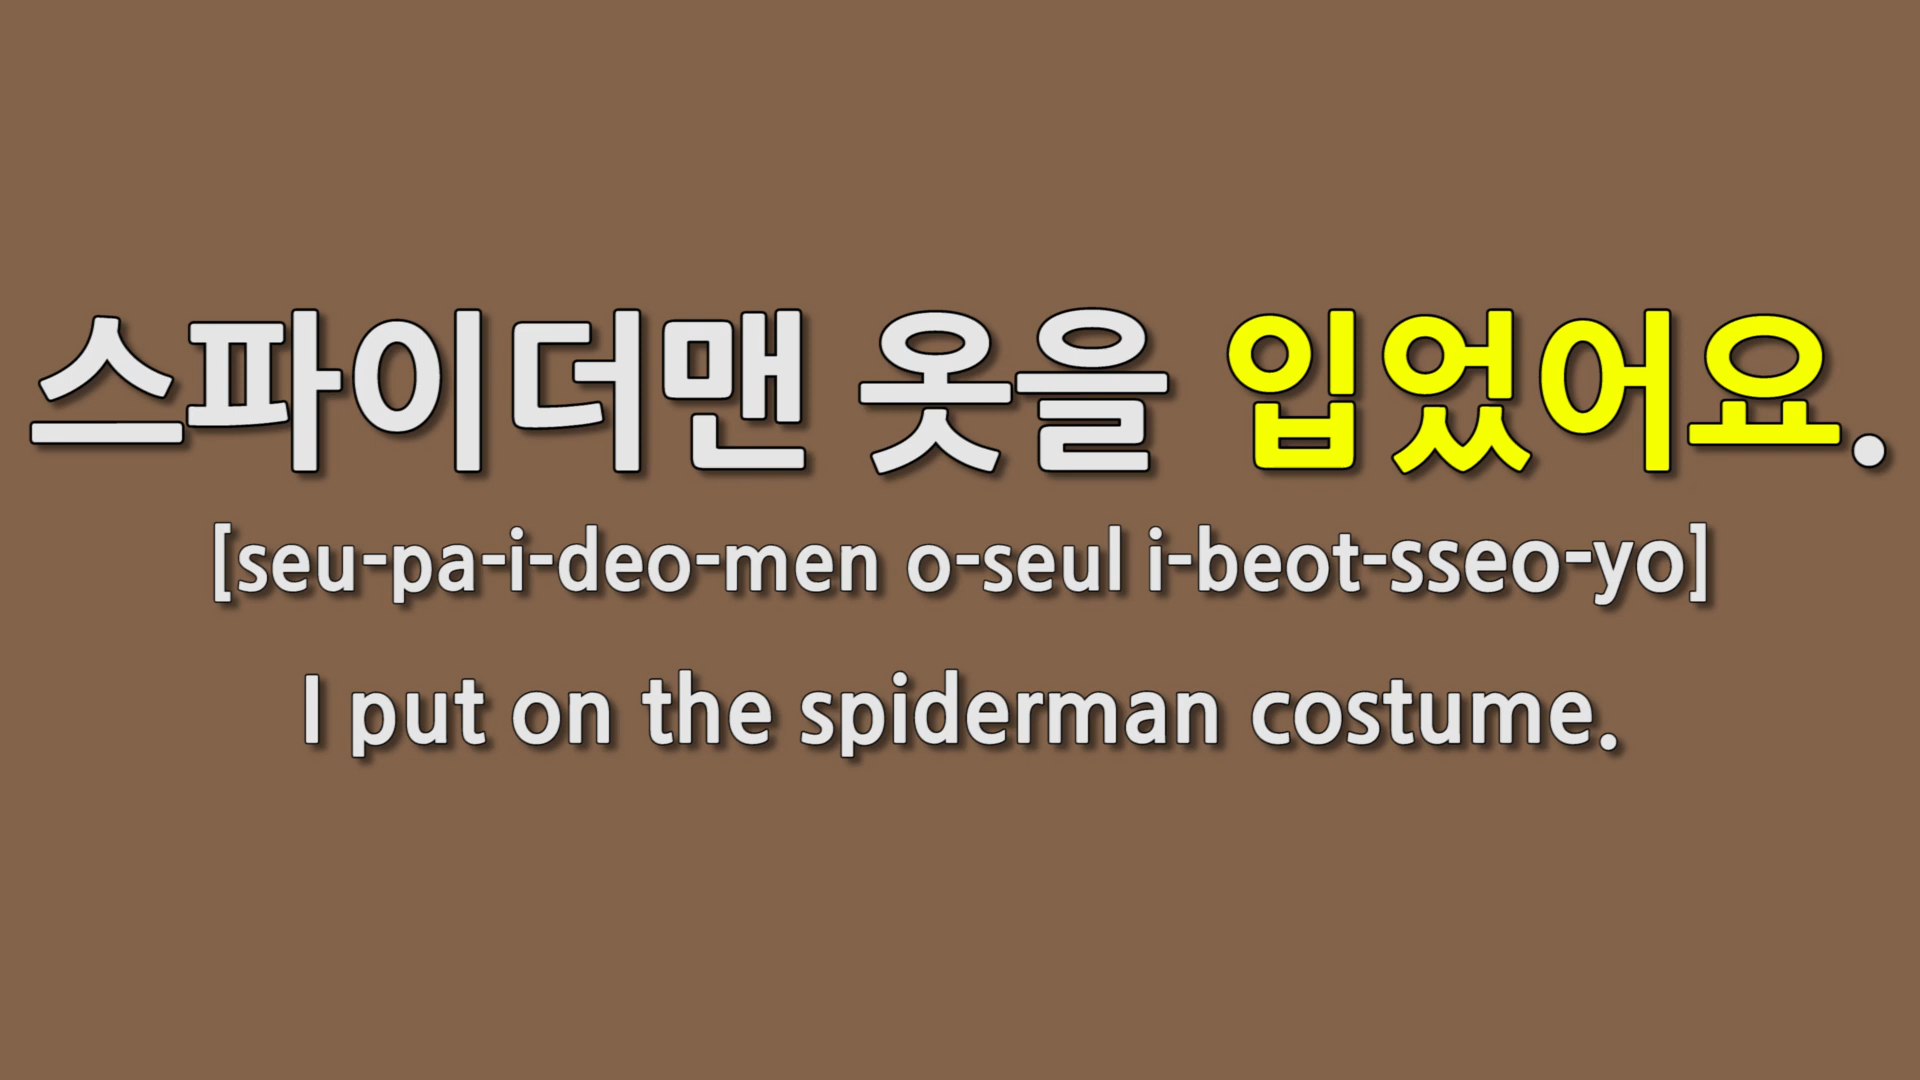 스파이더맨 옷을 입었어요.
[seu-pa-i-deo-men o-seul i-beot-sseo-yo]
I put on the spiderman costume.